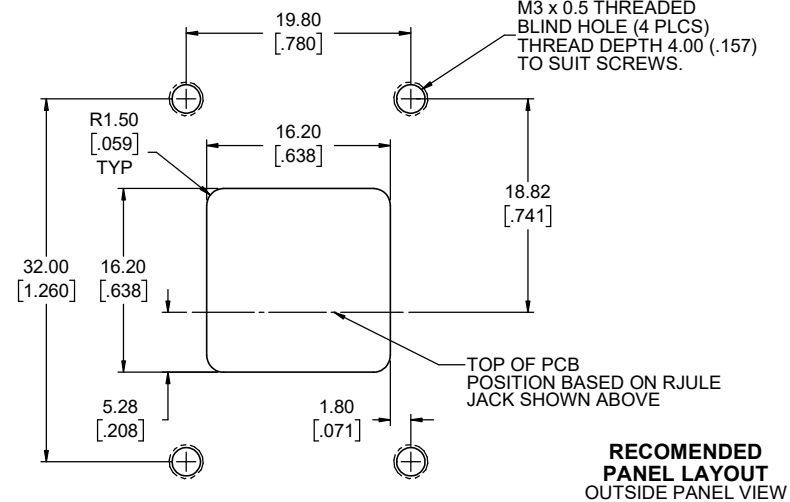 M3 x 0.5 THREADED
BLIND HOLE (4 PLCS)
THREAD DEPTH 4.00 (.157)
TO SUIT SCREWS.
19.80
[.780]
R1.50
[.059]
TYP
16.20
[.638]
18.82
[.741]
32.00
[1.260]
16.20
[.638]
TOP OF PCB
POSITION BASED ON RJULE
JACK SHOWN ABOVE
5.28
[.208]
1.80
[.071]
RECOMENDED
PANEL LAYOUT
OUTSIDE PANEL VIEW